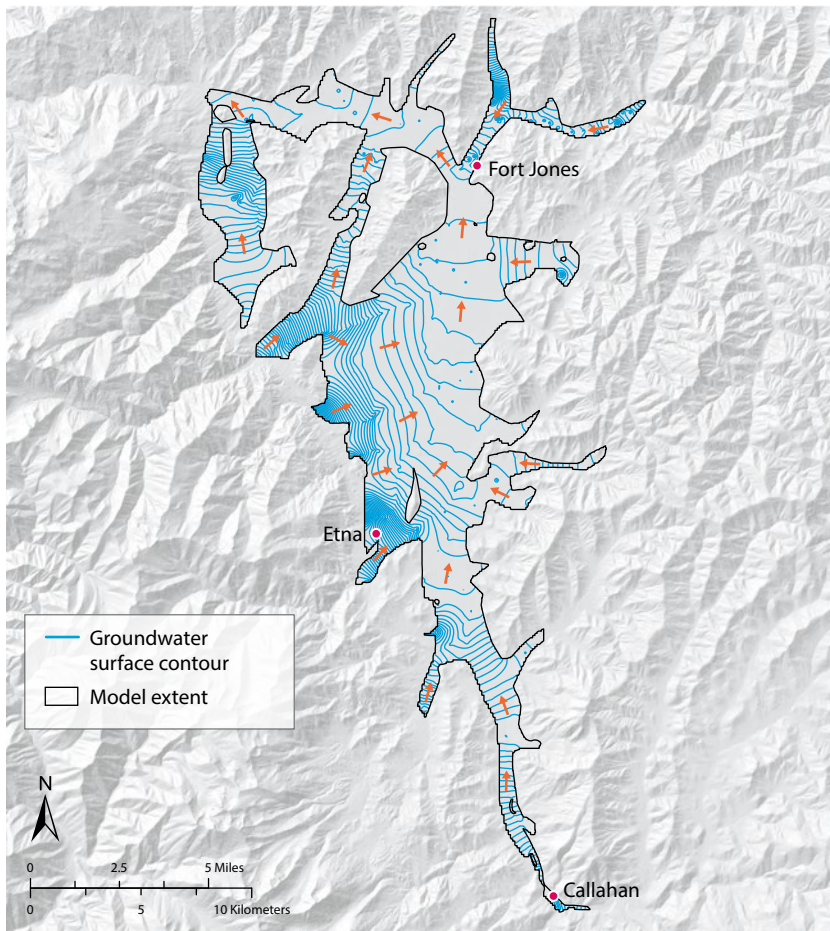 Fort Jones
Etna
Groundwater
surface contour
Model extent
N
0 2.5 5 Miles
0 5 10 Kilometers
Callahan